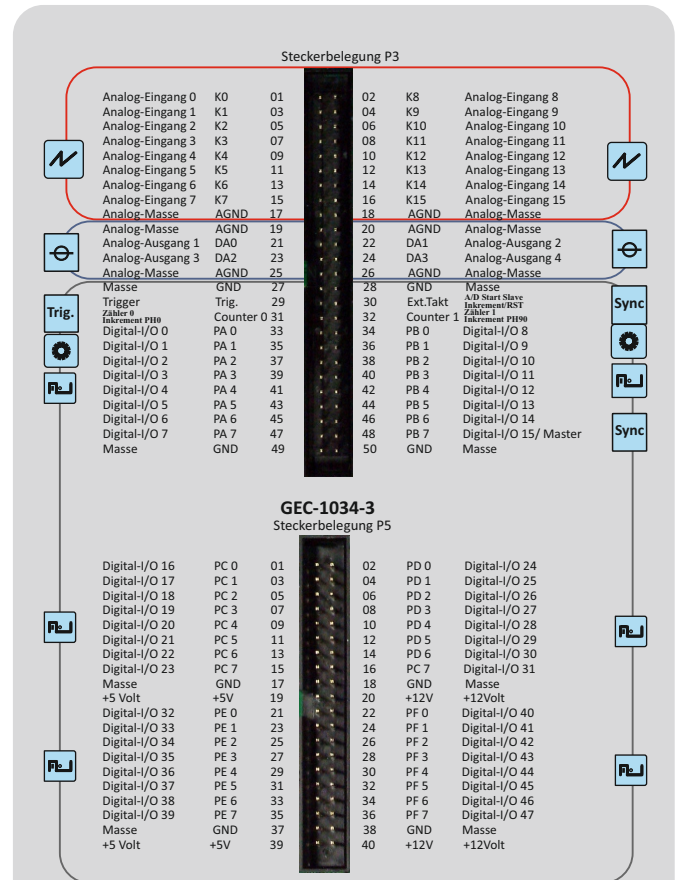 Steckerbelegung P3
Analog-Eingang 0 K0 01 02 K8 Analog-Eingang 8
Analog-Eingang 1 K1 03 04 K9 Analog-Eingang 9
Analog-Eingang 2 K2 05 06 K10 Analog-Eingang 10
Analog-Eingang 3 K3 07 08 K11 Analog-Eingang 11
Analog-Eingang 4 K4 09 10 K12 Analog-Eingang 12
Analog-Eingang 5 K5 11 12 K13 Analog-Eingang 13
Analog-Eingang 6 K6 13 14 K14 Analog-Eingang 14
Analog-Eingang 7 K7 15 16 K15 Analog-Eingang 15
Analog-Masse AGND 17 18 AGND Analog-Masse
Analog-Masse AGND 19 20 AGND Analog-Masse
Analog-Ausgang 1 DA0 21 22 DA1 Analog-Ausgang 2
Analog-Ausgang 3 DA2 23 24 DA3 Analog-Ausgang 4
Analog-Masse AGND 25 26 AGND Analog-Masse
Masse GND 27 28 GND Masse
Trig. Trigger Trig. 29 30 Ext.Takt A/D Start Slave Sync
Inkrement/RST
Zähler 0 Counter 0 31 32 Counter 1 Zähler 1
Inkrement PH0 Inkrement PH90
Digital-I/O 0 PA 0 33 34 PB 0 Digital-I/O 8
Digital-I/O 1 PA 1 35 36 PB 1 Digital-I/O 9
Digital-I/O 2 PA 2 37 38 PB 2 Digital-I/O 10
Digital-I/O 3 PA 3 39 40 PB 3 Digital-I/O 11
Digital-I/O 4 PA 4 41 42 PB 4 Digital-I/O 12
Digital-I/O 5 PA 5 43 44 PB 5 Digital-I/O 13
Digital-I/O 6 PA 6 45 46 PB 6 Digital-I/O 14
Digital-I/O 7 PA 7 47 48 PB 7 Digital-I/O 15/ Master Sync
Masse GND 49 50 GND Masse
GEC-1034-3
Steckerbelegung P5
Digital-I/O 16 PC 0 01 02 PD 0 Digital-I/O 24
Digital-I/O 17 PC 1 03 04 PD 1 Digital-I/O 25
Digital-I/O 18 PC 2 05 06 PD 2 Digital-I/O 26
Digital-I/O 19 PC 3 07 08 PD 3 Digital-I/O 27
Digital-I/O 20 PC 4 09 10 PD 4 Digital-I/O 28
Digital-I/O 21 PC 5 11 12 PD 5 Digital-I/O 29
Digital-I/O 22 PC 6 13 14 PD 6 Digital-I/O 30
Digital-I/O 23 PC 7 15 16 PC 7 Digital-I/O 31
Masse GND 17 18 GND Masse
+5 Volt +5V 19 20 +12V +12Volt
Digital-I/O 32 PE 0 21 22 PF 0 Digital-I/O 40
Digital-I/O 33 PE 1 23 24 PF 1 Digital-I/O 41
Digital-I/O 34 PE 2 25 26 PF 2 Digital-I/O 42
Digital-I/O 35 PE 3 27 28 PF 3 Digital-I/O 43
Digital-I/O 36 PE 4 29 30 PF 4 Digital-I/O 44
Digital-I/O 37 PE 5 31 32 PF 5 Digital-I/O 45
Digital-I/O 38 PE 6 33 34 PF 6 Digital-I/O 46
Digital-I/O 39 PE 7 35 36 PF 7 Digital-I/O 47
Masse GND 37 38 GND Masse
+5 Volt +5V 39 40 +12V +12Volt